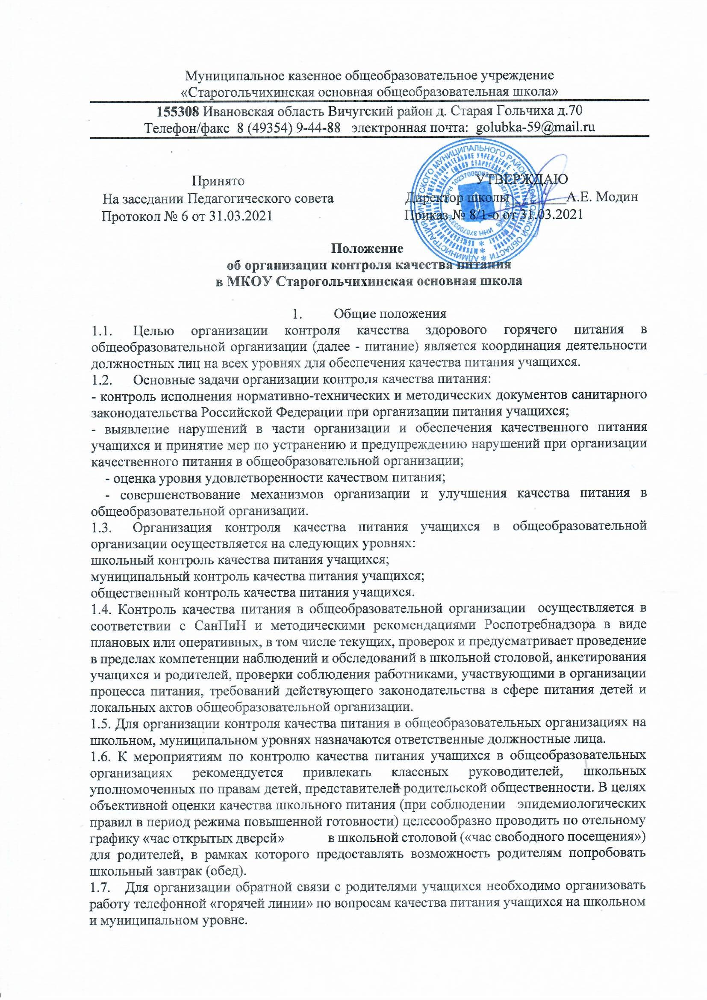 Муниципальное казенное общеобразовательное учреждение
«Старогольчихинская основная общеобразовательная школа»
155308 Ивановская область Вичугский район д. Старая Гольчиха д.70
Телефон/факс 8 (49354) 9-44-88 электронная почта: golubka-59@mail.ru
Принято
На заседании Педагогического совета
Протокол № 6 от 31.03.2021
УТВЕРЖДАЮ
Директор школы________А.Е. Модин
Приказ № 8/1-о от 31.03.2021
АДМИНИСТРАЦИЯ ВИЧУГСКОГО МУНИЦИПАЛЬНОГО РАЙОНА ИВАНОВСКОЙ ОБЛАСТИ
ИНН
Положение
об организации контроля качества питания
в МКОУ Старогольчихинская основная школа
1. Общие положения
1.1. Целью организации контроля качества здорового горячего питания в
общеобразовательной организации (далее - питание) является координация деятельности
должностных лиц на всех уровнях для обеспечения качества питания учащихся.
1.2. Основные задачи организации контроля качества питания:
- контроль исполнения нормативно-технических и методических документов санитарного
законодательства Российской Федерации при организации питания учащихся;
- выявление нарушений в части организации и обеспечения качественного питания
учащихся и принятие мер по устранению и предупреждению нарушений при организации
качественного питания в общеобразовательной организации;
- оценка уровня удовлетворенности качеством питания;
- совершенствование механизмов организации и улучшения качества питания в
общеобразовательной организации.
1.3. Организация контроля качества питания учащихся в общеобразовательной
организации осуществляется на следующих уровнях:
школьный контроль качества питания учащихся;
муниципальный контроль качества питания учащихся;
общественный контроль качества питания учащихся.
1.4. Контроль качества питания в общеобразовательной организации осуществляется в
соответствии с СанПиН и методическими рекомендациями Роспотребнадзора в виде
плановых или оперативных, в том числе текущих, проверок и предусматривает проведение
в пределах компетенции наблюдений и обследований в школьной столовой, анкетирования
учащихся и родителей, проверки соблюдения работниками, участвующими в организации
процесса питания, требований действующего законодательства в сфере питания детей и
локальных актов общеобразовательной организации.
1.5. Для организации контроля качества питания в общеобразовательных организациях на
школьном, муниципальном уровнях назначаются ответственные должностные лица.
1.6. К мероприятиям по контролю качества питания учащихся в общеобразовательных
организациях рекомендуется привлекать классных руководителей, школьных
уполномоченных по правам детей, представителей родительской общественности. В целях
объективной оценки качества школьного питания (при соблюдении эпидемиологических
правил в период режима повышенной готовности) целесообразно проводить по отельному
графику «час открытых дверей» в школьной столовой («час свободного посещения»)
для родителей, в рамках которого предоставлять возможность родителям попробовать
школьный завтрак (обед).
1.7. Для организации обратной связи с родителями учащихся необходимо организовать
работу телефонной «горячей линии» по вопросам качества питания учащихся на школьном
и муниципальном уровне.